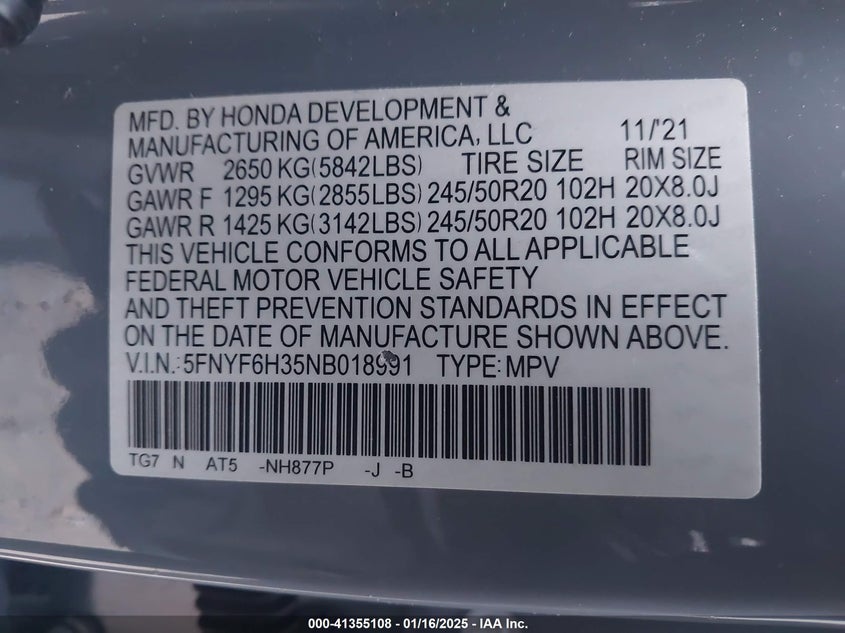 MFD. BY HONDA DEVELOPMENT &
MANUFACTURING OF AMERICA, LLC 11/'21
GVWR 2650 KG(5842LBS) TIRE SIZE RIM SIZE
GAWR F 1295 KG(2855LBS) 245/50R20 102H 20X8.0J
GAWR R 1425 KG(3142LBS) 245/50R20 102H 20X8.0J
THIS VEHICLE CONFORMS TO ALL APPLICABLE
FEDERAL MOTOR VEHICLE SAFETY
AND THEFT PREVENTION STANDARDS IN EFFECT
ON THE DATE OF MANUFACTURE SHOWN ABOVE.
V.I.N.:5FNYF6H35NB018991 TYPE:MPV
TG7 N AT5 -NH877P -J -B
000-41355108 - 01/16/2025 - IAA Inc.